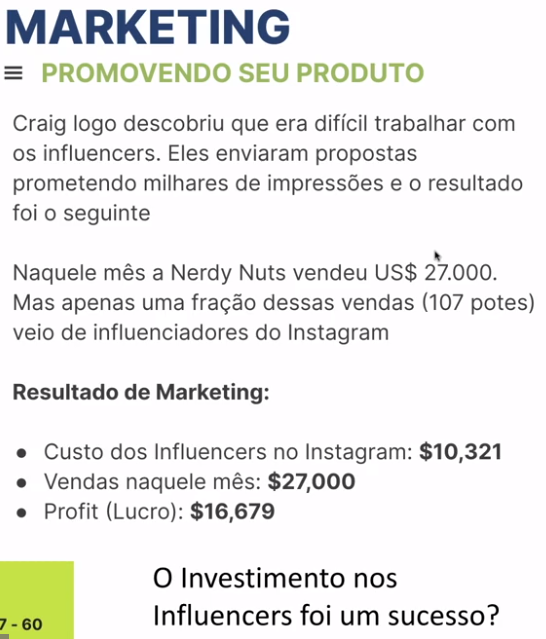 MARKETING
PROMOVENDO SEU PRODUTO
Craig logo descobriu que era difícil trabalhar com
os influencers. Eles enviaram propostas
prometendo milhares de impressões e o resultado
foi o seguinte
Naquele mês a Nerdy Nuts vendeu US$ 27.000.
Mas apenas uma fração dessas vendas (107 potes)
veio de influenciadores do Instagram
Resultado de Marketing:
● Custo dos Influencers no Instagram: $10,321
● Vendas naquele mês: $27,000
● Profit (Lucro): $16,679
O Investimento nos
Influencers foi um sucesso?
7 - 60